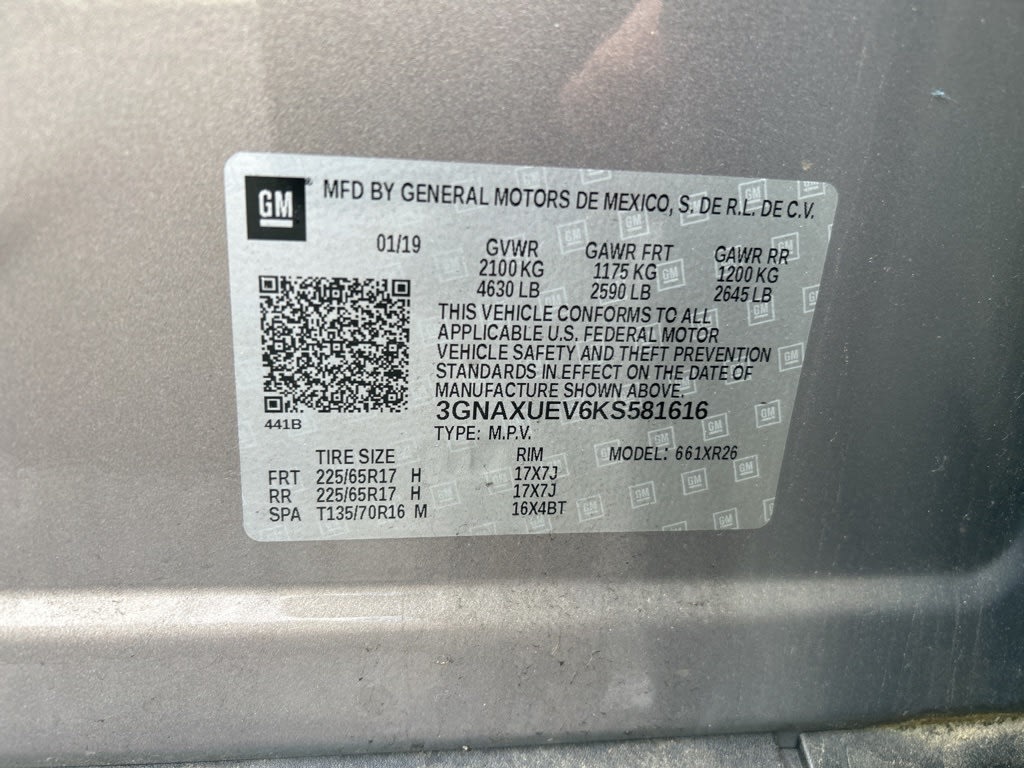 GM ® MFD BY GENERAL MOTORS DE MEXICO, S. DE R.L. DE C.V.
01/19 GVWR GAWR FRT GAWR RR
2100 KG 1175 KG 1200 KG
4630 LB 2590 LB 2645 LB
THIS VEHICLE CONFORMS TO ALL
APPLICABLE U.S. FEDERAL MOTOR
VEHICLE SAFETY AND THEFT PREVENTION
STANDARDS IN EFFECT ON THE DATE OF
MANUFACTURE SHOWN ABOVE.
3GNAXUEV6KS581616
441B
TYPE: M.P.V.
TIRE SIZE RIM MODEL: 661XR26
FRT 225/65R17 H 17X7J
RR 225/65R17 H 17X7J
SPA T135/70R16 M 16X4BT